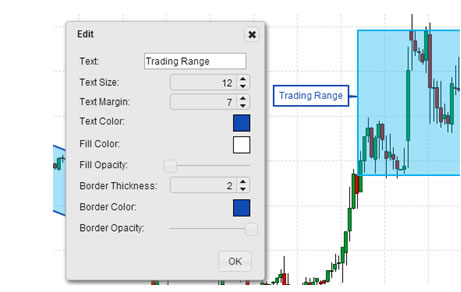 Edit
Text: Trading Range
Text Size: 12
Text Margin: 7
Text Color:
Fill Color:
Fill Opacity:
Border Thickness: 2
Border Color:
Border Opacity:
OK
Trading Range